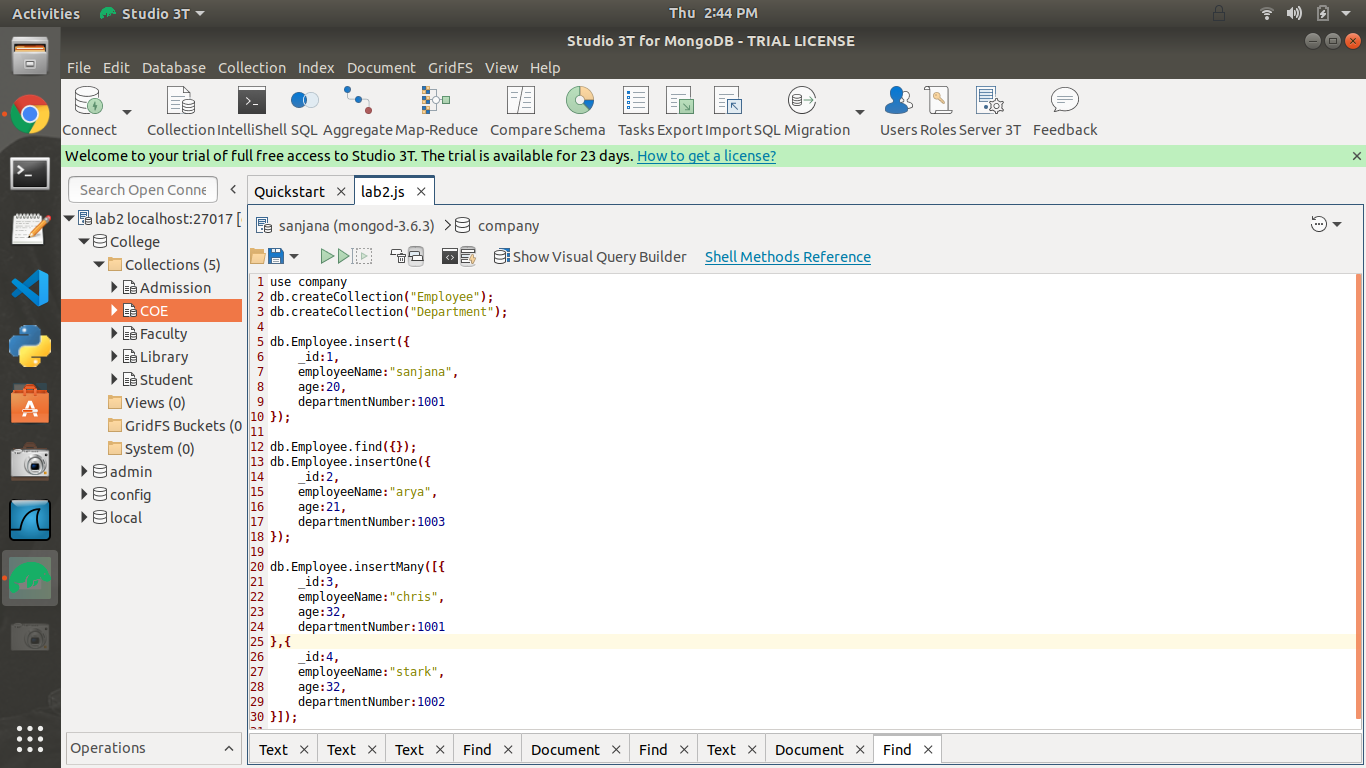 Activities Studio 3T Thu 2:44 PM
Studio 3T for MongoDB - TRIAL LICENSE
File Edit Database Collection Index Document GridFS View Help
Connect Collection IntelliShell SQL Aggregate Map-Reduce Compare Schema Tasks Export Import SQL Migration Users Roles Server 3T Feedback
Welcome to your trial of full free access to Studio 3T. The trial is available for 23 days. How to get a license?
Search Open Conne
Quickstart lab2.js
lab2 localhost:27017 [
College
Collections (5)
Admission
COE
Faculty
Library
Student
Views (0)
GridFS Buckets (0
System (0)
admin
config
local
Operations
sanjana (mongod-3.6.3) company
Show Visual Query Builder Shell Methods Reference
1 use company
2 db.createCollection("Employee");
3 db.createCollection("Department");
4
5 db.Employee.insert({
6 _id:1,
7 employeeName:"sanjana",
8 age:20,
9 departmentNumber:1001
10 });
11
12 db.Employee.find({});
13 db.Employee.insertOne({
14 _id:2,
15 employeeName:"arya",
16 age:21,
17 departmentNumber:1003
18 });
19
20 db.Employee.insertMany([{
21 _id:3,
22 employeeName:"chris",
23 age:32,
24 departmentNumber:1001
25 },{
26 _id:4,
27 employeeName:"stark",
28 age:32,
29 departmentNumber:1002
30 }]);
Text Text Text Find Document Find Text Document Find